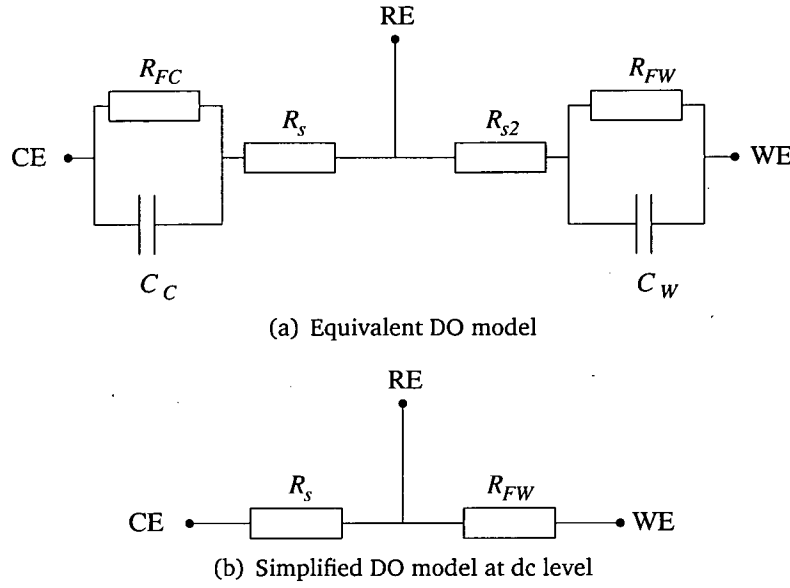 RE
R_FC
R_FW
R_s
R_s2
CE
WE
C_C
C_W
(a) Equivalent DO model
RE
R_s
R_FW
CE
WE
(b) Simplified DO model at dc level